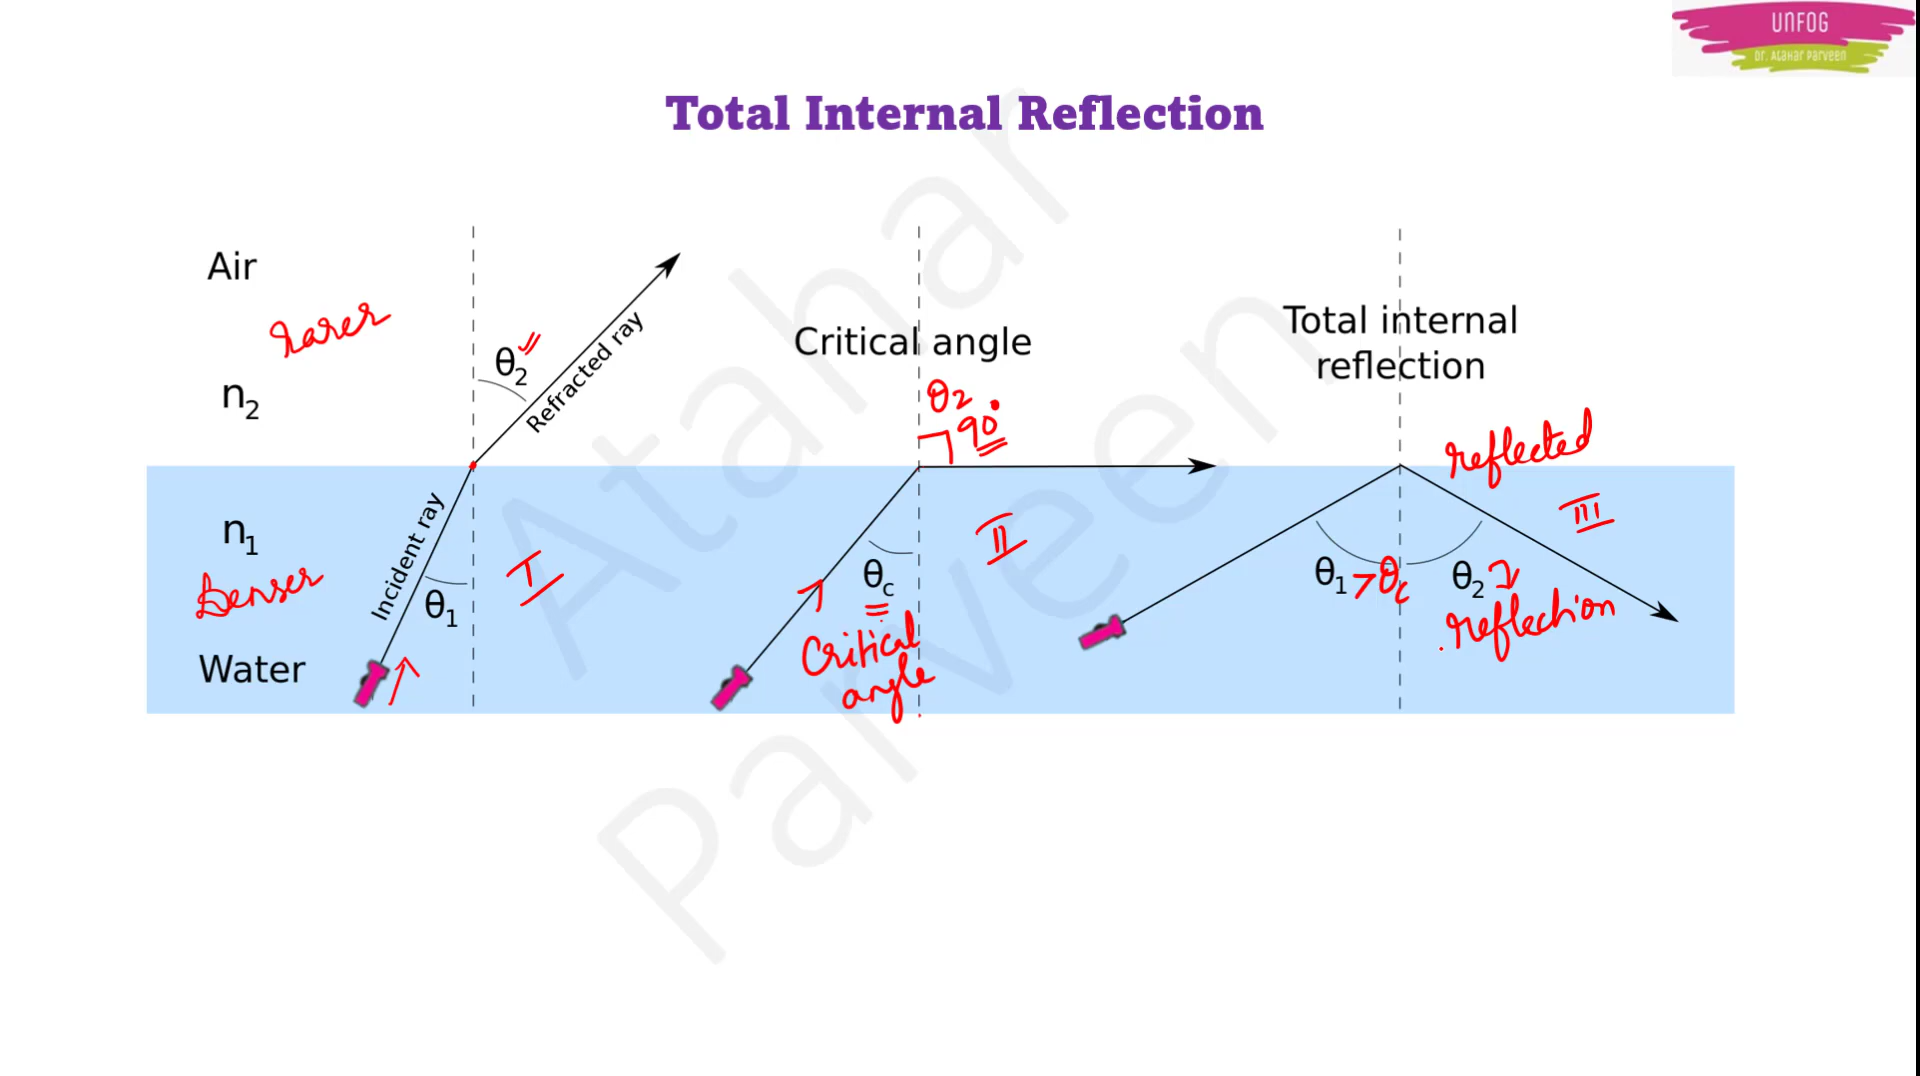 UNFOG
Dr. Atahar Parveen
Total Internal Reflection
Air
rarer
n2
θ2
Refracted ray
Critical angle
θ2
90°
Total internal
reflection
reflected
n1
Denser
Incident ray
θ1
I
Water
θc
Critical
angle
II
θ1 >θc
θ2
reflection
III
Atahar
Parveen